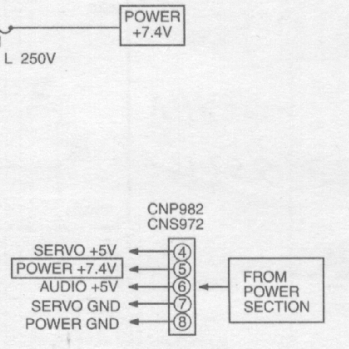 POWER
+7.4V
L 250V
CNP982
CNS972
SERVO +5V 4
POWER +7.4V 5
AUDIO +5V 6
SERVO GND 7
POWER GND 8
FROM
POWER
SECTION